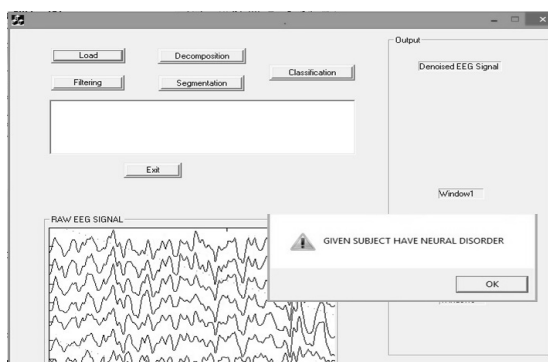 Output
Load
Decomposition
Denoised EEG Signal
Classification
Filtering
Segmentation
Exit
Window1
RAW EEG SIGNAL
GIVEN SUBJECT HAVE NEURAL DISORDER
OK